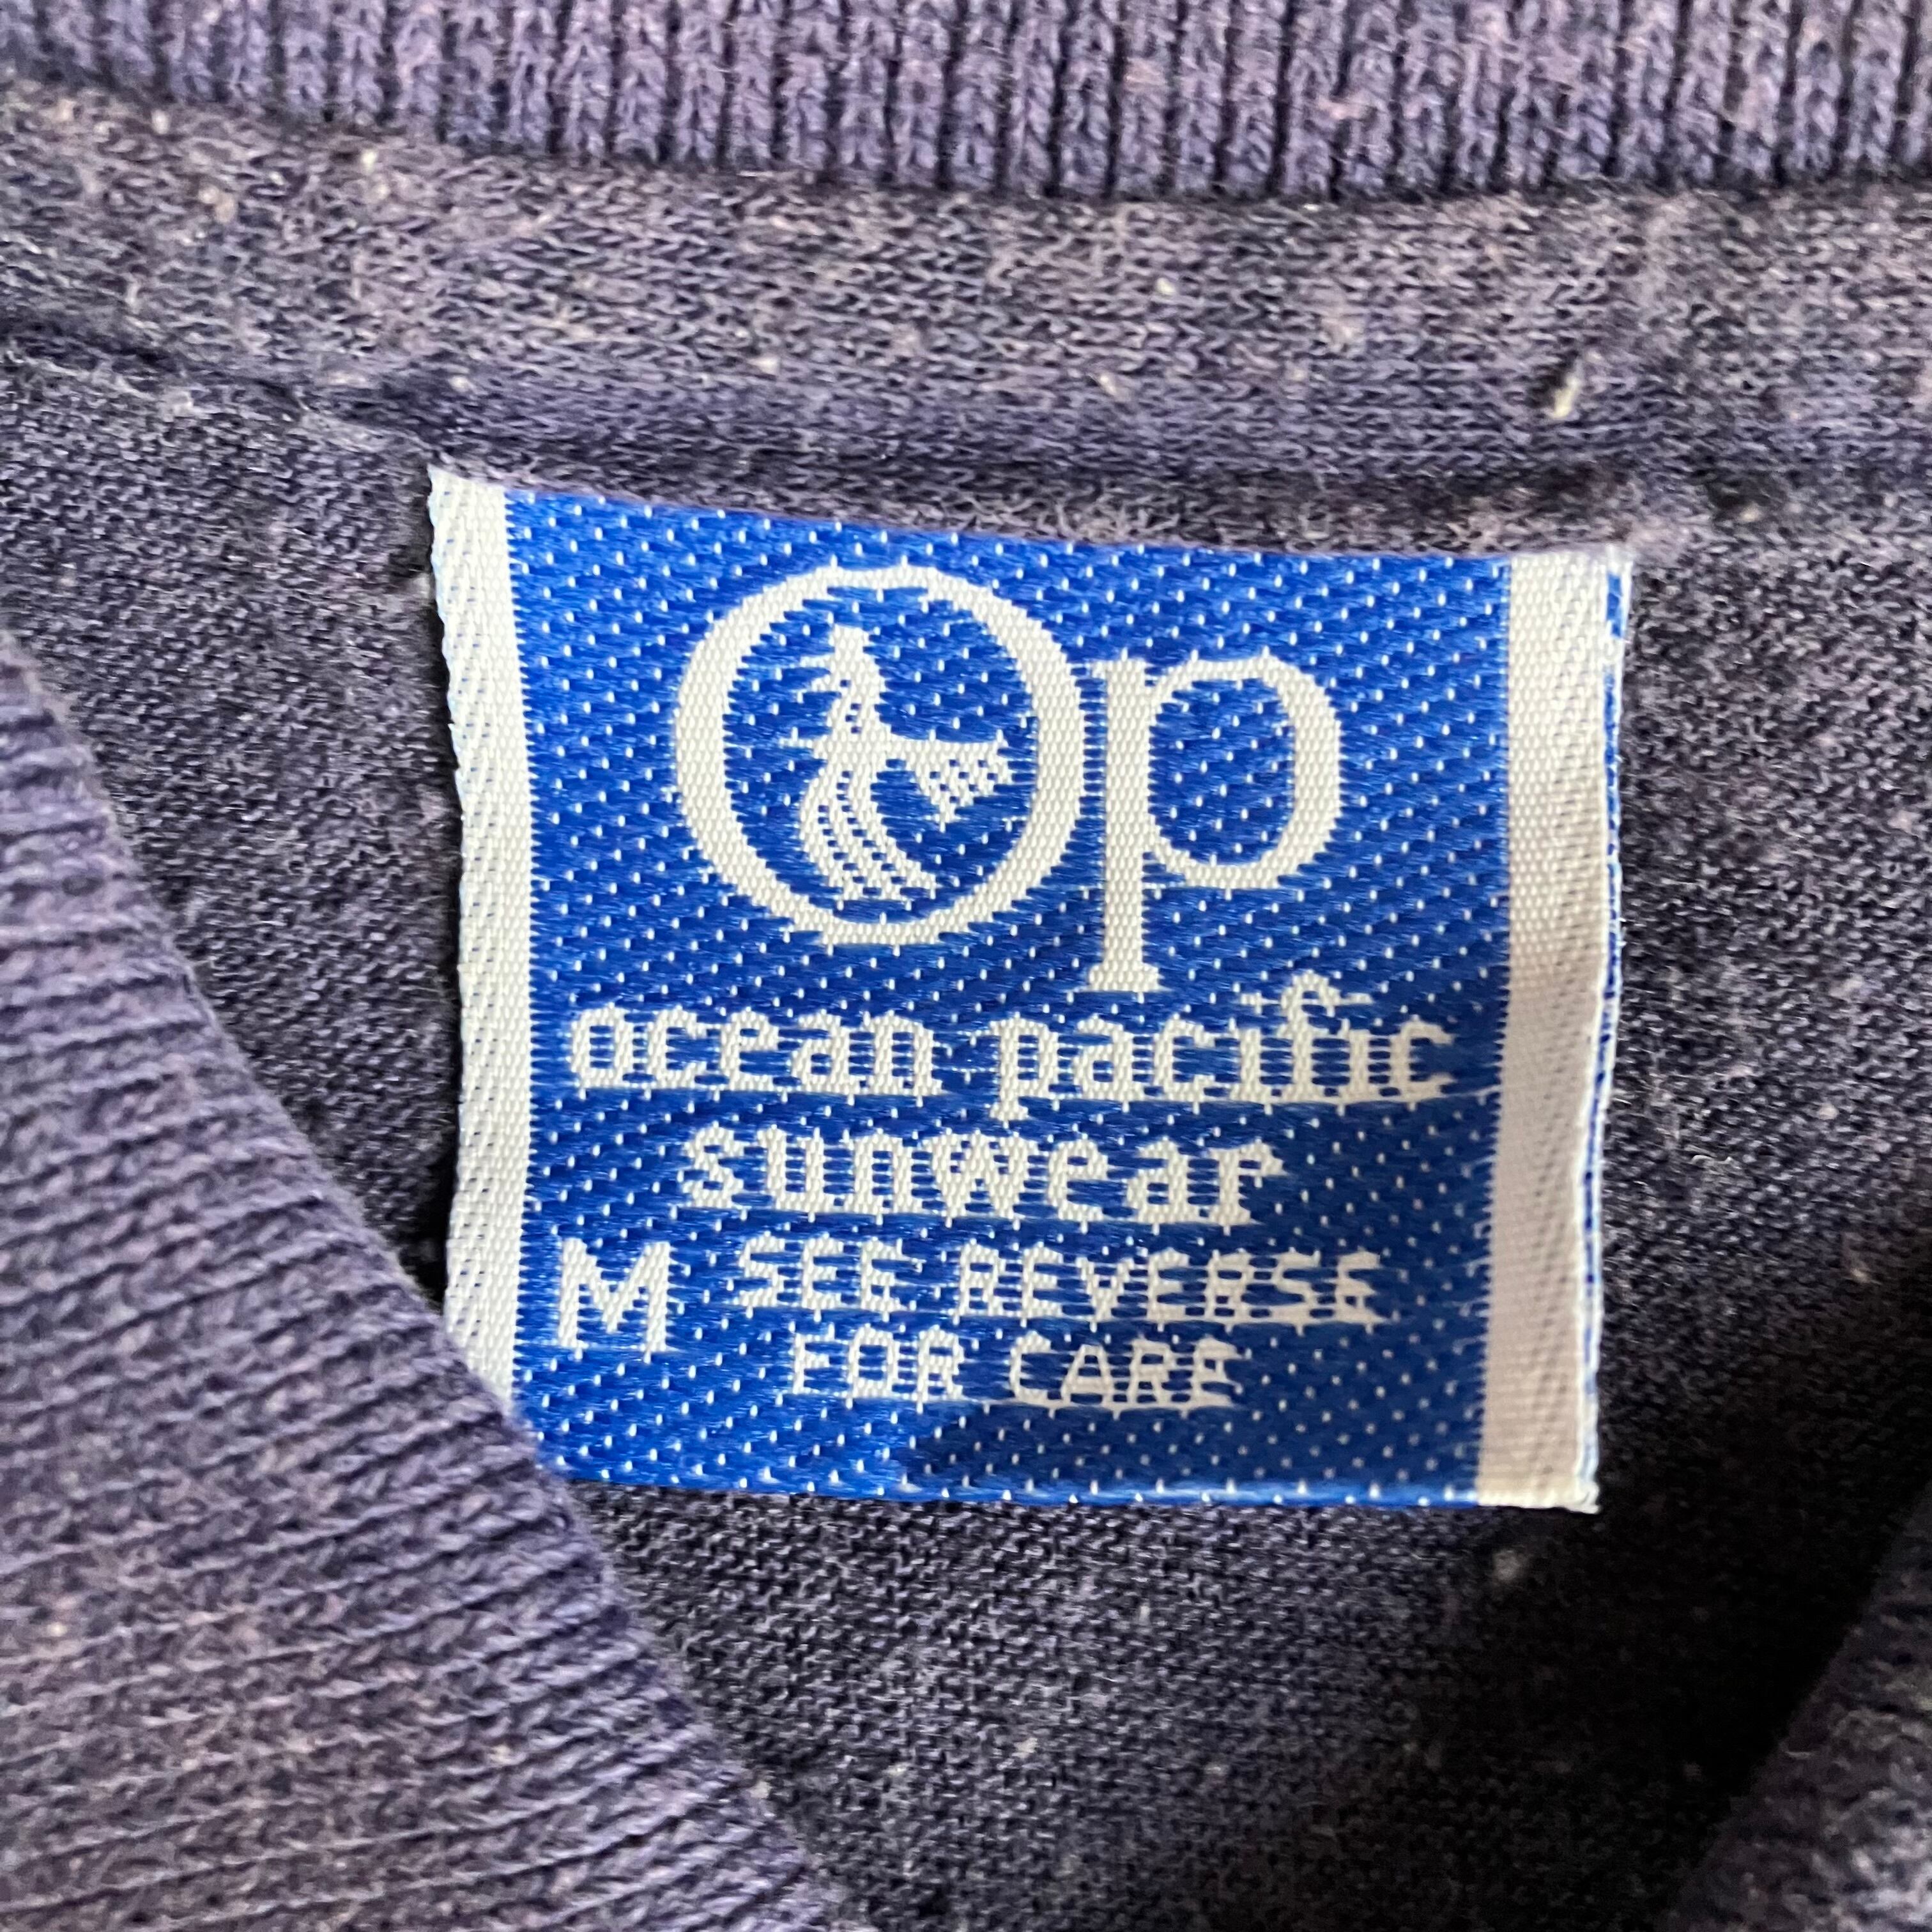 Op
ocean pacific
sunwear
M SEE REVERSE
FOR CARE